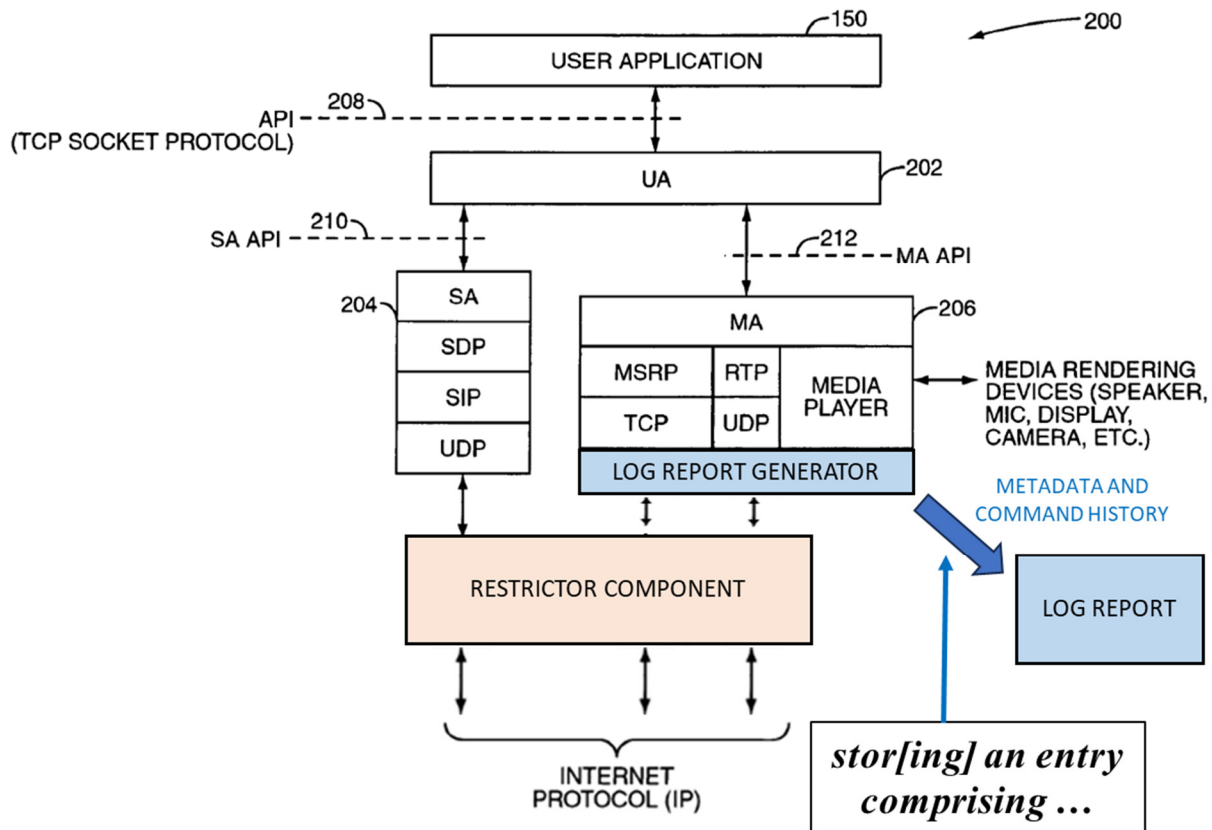 150
200
USER APPLICATION
208
API
(TCP SOCKET PROTOCOL)
UA
202
210
SA API
212
MA API
204
SA
SDP
SIP
UDP
206
MA
MSRP
RTP
MEDIA
PLAYER
TCP
UDP
MEDIA RENDERING
DEVICES (SPEAKER,
MIC, DISPLAY,
CAMERA, ETC.)
LOG REPORT GENERATOR
METADATA AND
COMMAND HISTORY
RESTRICTOR COMPONENT
LOG REPORT
INTERNET
PROTOCOL (IP)
stor[ing] an entry
comprising …